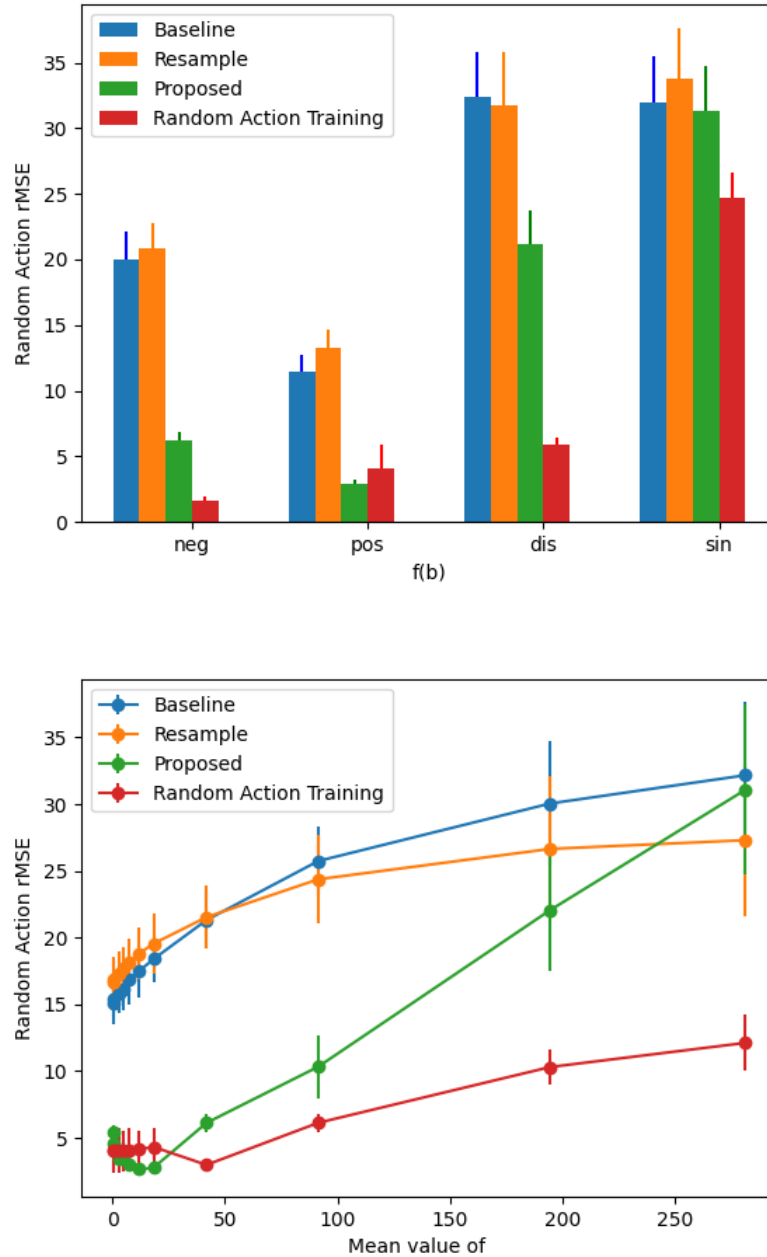 Baseline
Resample
Proposed
Random Action Training
Random Action rMSE
35
30
25
20
15
10
5
0
neg pos dis sin
f(b)
Baseline
Resample
Proposed
Random Action Training
Random Action rMSE
35
30
25
20
15
10
5
0 50 100 150 200 250
Mean value of